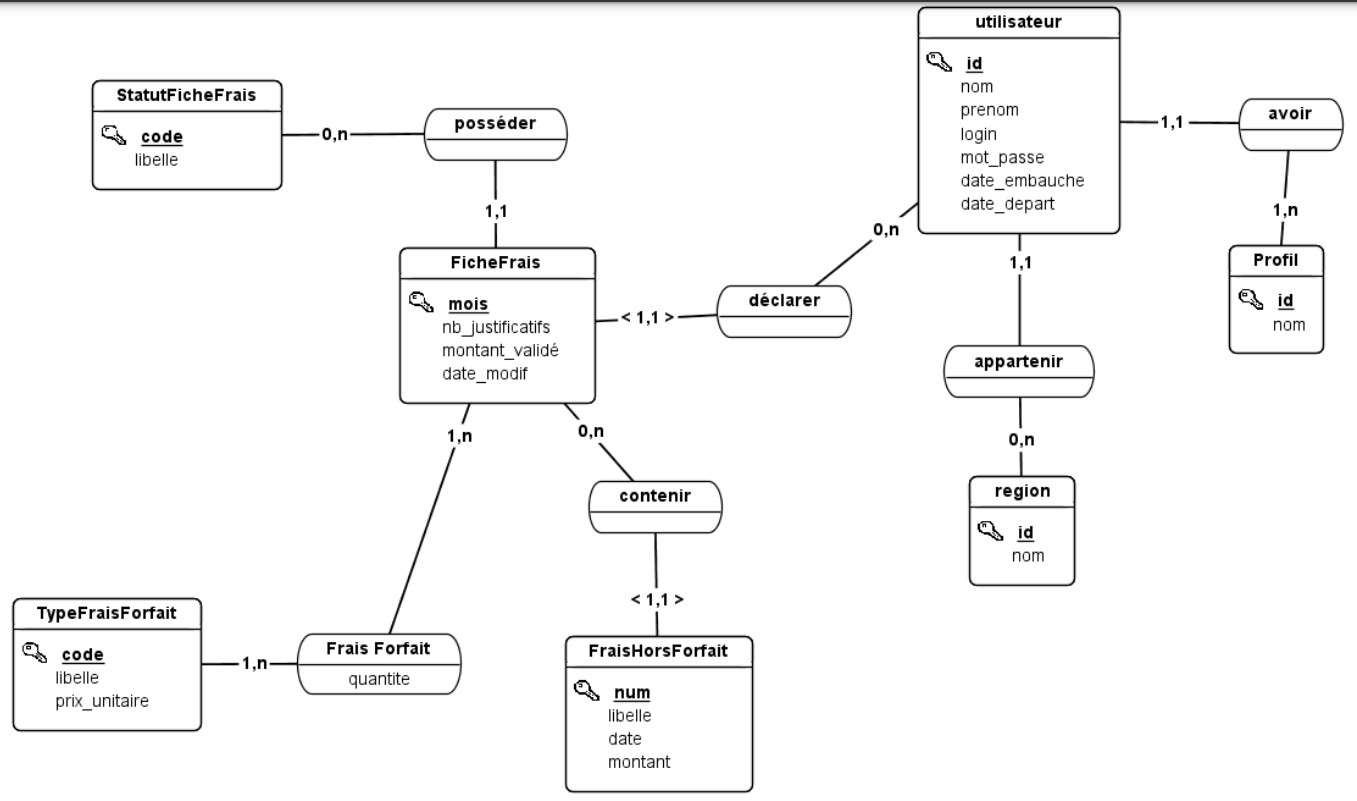 utilisateur
id
nom
prenom
login
mot_passe
date_embauche
date_depart
StatutFicheFrais
code
libelle
0,n
posséder
1,1
1,1
avoir
1,n
Profil
id
nom
0,n
déclarer
< 1,1 >
FicheFrais
mois
nb_justificatifs
montant_validé
date_modif
1,1
appartenir
0,n
region
id
nom
1,n
0,n
contenir
< 1,1 >
TypeFraisForfait
code
libelle
prix_unitaire
1,n
Frais Forfait
quantite
FraisHorsForfait
num
libelle
date
montant